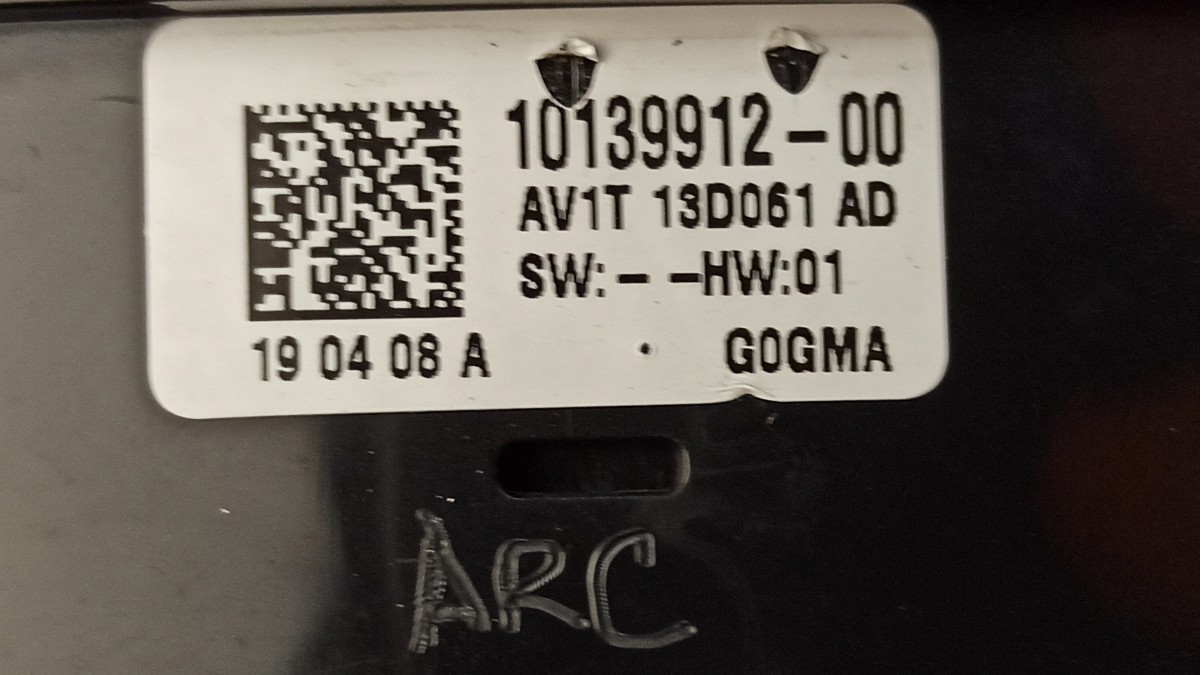 10139912-00
AV1T 13D061 AD
SW:- -HW:01
19 04 08 A
G0GMA
ARC